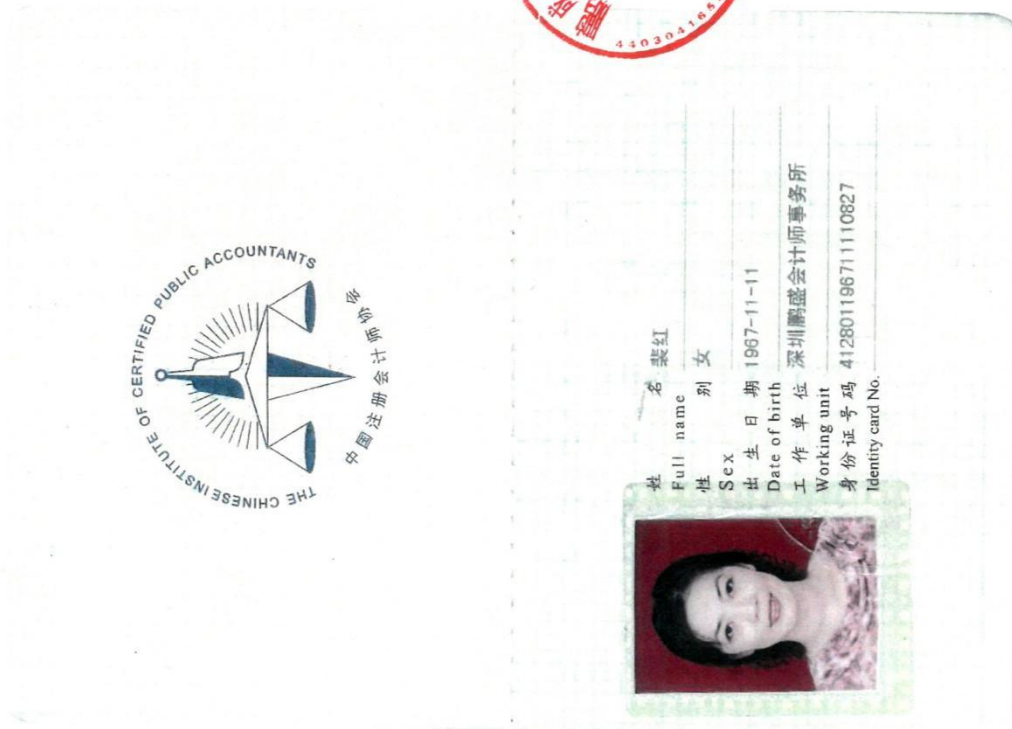 THE CHINESE INSTITUTE OF CERTIFIED PUBLIC ACCOUNTANTS
中国注册会计师协会
440304165
姓 名 裴红
Full name
性 别 女
Sex
出 生 日 期 1967-11-11
Date of birth
工 作 单 位 深圳鹏盛会计师事务所
Working unit
身 份 证 号 码 412801196711110827
Identity card No.